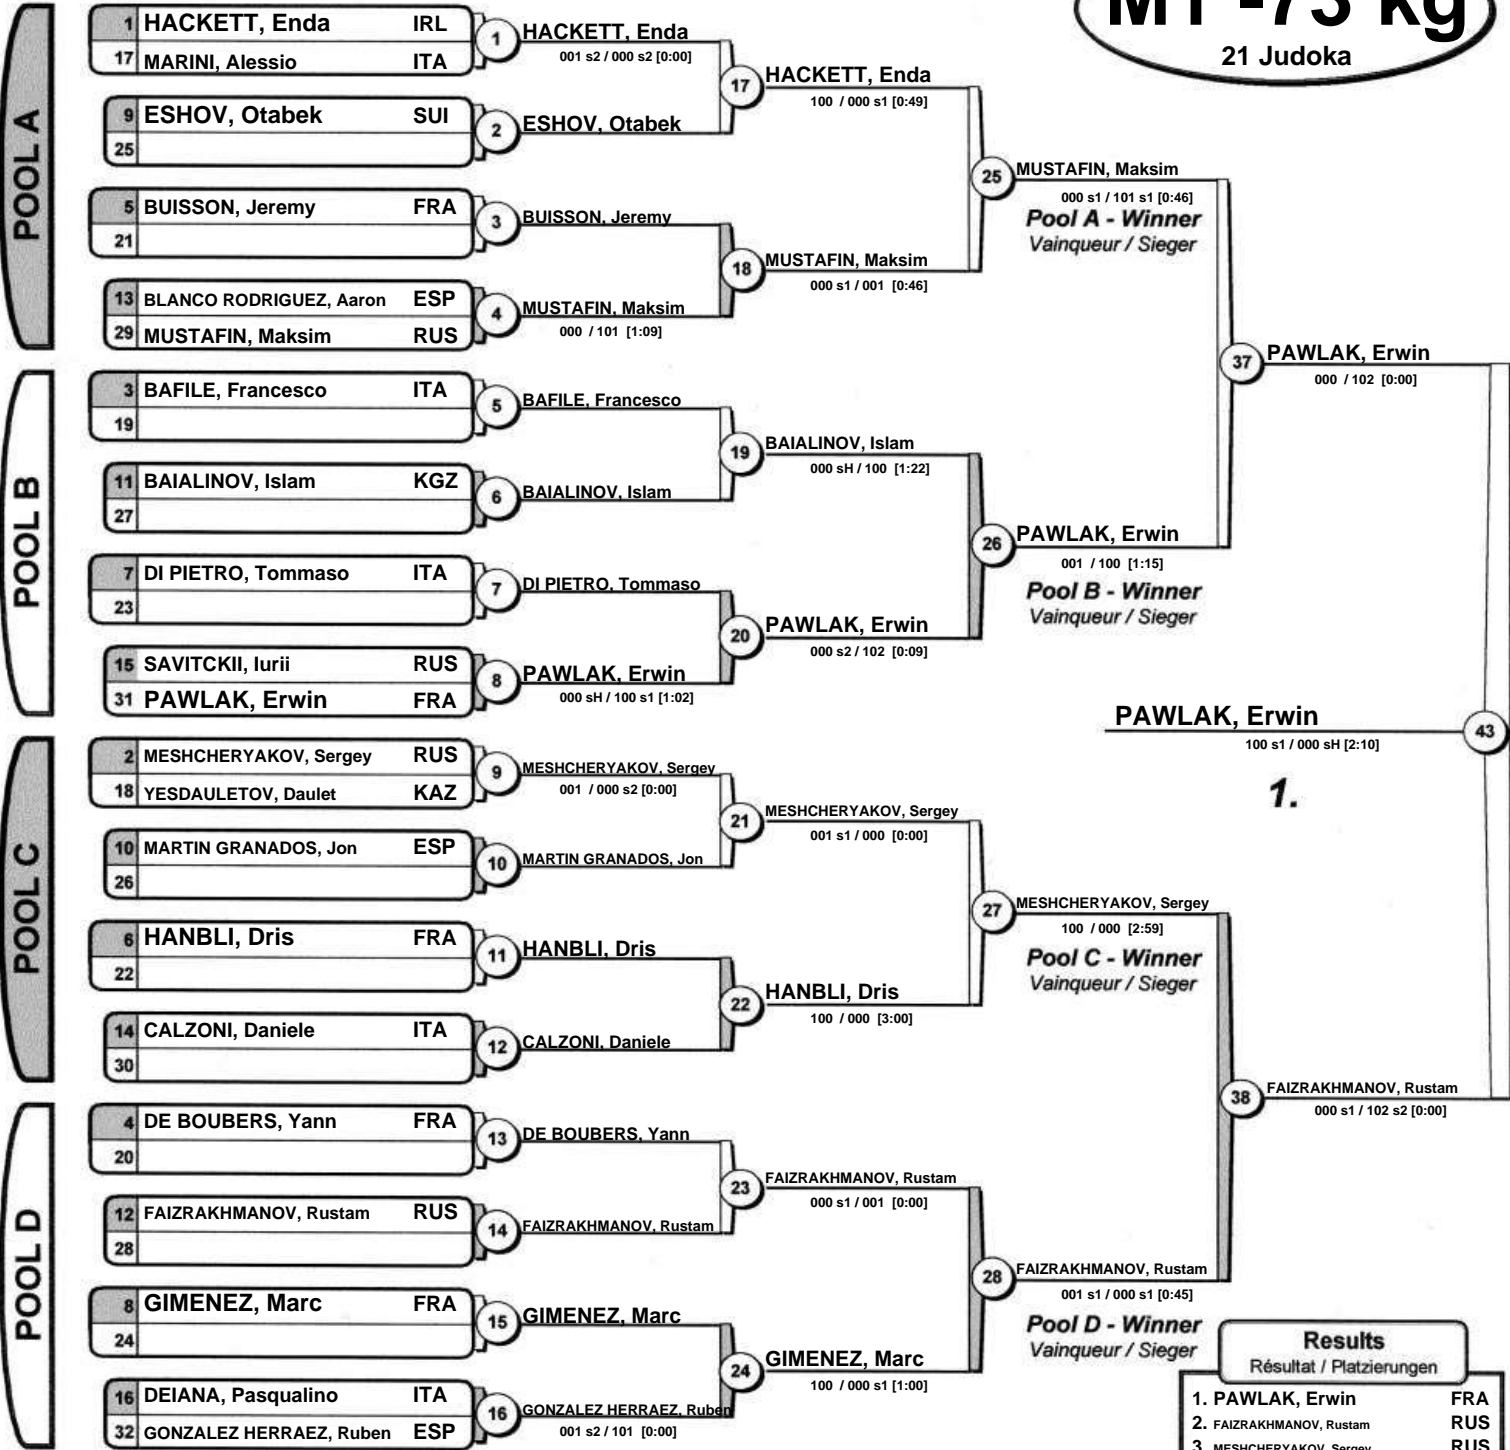 M1 -73 kg
21 Judoka
POOL A
1 HACKETT, Enda IRL
17 MARINI, Alessio ITA
9 ESHOV, Otabek SUI
25
5 BUISSON, Jeremy FRA
21
13 BLANCO RODRIGUEZ, Aaron ESP
29 MUSTAFIN, Maksim RUS
POOL B
3 BAFILE, Francesco ITA
19
11 BAIALINOV, Islam KGZ
27
7 DI PIETRO, Tommaso ITA
23
15 SAVITCKII, Iurii RUS
31 PAWLAK, Erwin FRA
POOL C
2 MESHCHERYAKOV, Sergey RUS
18 YESDAULETOV, Daulet KAZ
10 MARTIN GRANADOS, Jon ESP
26
6 HANBLI, Dris FRA
22
14 CALZONI, Daniele ITA
30
POOL D
4 DE BOUBERS, Yann FRA
20
12 FAIZRAKHMANOV, Rustam RUS
28
8 GIMENEZ, Marc FRA
24
16 DEIANA, Pasqualino ITA
32 GONZALEZ HERRAEZ, Ruben ESP
1 HACKETT, Enda
001 s2 / 000 s2 [0:00]
2 ESHOV, Otabek
3 BUISSON, Jeremy
4 MUSTAFIN, Maksim
000 / 101 [1:09]
5 BAFILE, Francesco
6 BAIALINOV, Islam
7 DI PIETRO, Tommaso
8 PAWLAK, Erwin
000 sH / 100 s1 [1:02]
9 MESHCHERYAKOV, Sergey
001 / 000 s2 [0:00]
10 MARTIN GRANADOS, Jon
11 HANBLI, Dris
12 CALZONI, Daniele
13 DE BOUBERS, Yann
14 FAIZRAKHMANOV, Rustam
15 GIMENEZ, Marc
16 GONZALEZ HERRAEZ, Ruben
001 s2 / 101 [0:00]
17 HACKETT, Enda
100 / 000 s1 [0:49]
18 MUSTAFIN, Maksim
000 s1 / 001 [0:46]
19 BAIALINOV, Islam
000 sH / 100 [1:22]
20 PAWLAK, Erwin
000 s2 / 102 [0:09]
21 MESHCHERYAKOV, Sergey
001 s1 / 000 [0:00]
22 HANBLI, Dris
100 / 000 [3:00]
23 FAIZRAKHMANOV, Rustam
000 s1 / 001 [0:00]
24 GIMENEZ, Marc
100 / 000 s1 [1:00]
25 MUSTAFIN, Maksim
000 s1 / 101 s1 [0:46]
Pool A - Winner
Vainqueur / Sieger
26 PAWLAK, Erwin
001 / 100 [1:15]
Pool B - Winner
Vainqueur / Sieger
27 MESHCHERYAKOV, Sergey
100 / 000 [2:59]
Pool C - Winner
Vainqueur / Sieger
28 FAIZRAKHMANOV, Rustam
001 s1 / 000 s1 [0:45]
Pool D - Winner
Vainqueur / Sieger
37 PAWLAK, Erwin
000 / 102 [0:00]
38 FAIZRAKHMANOV, Rustam
000 s1 / 102 s2 [0:00]
PAWLAK, Erwin 43
100 s1 / 000 sH [2:10]
1.
Results
Résultat / Platzierungen
1. PAWLAK, Erwin FRA
2. FAIZRAKHMANOV, Rustam RUS
3. MESHCHERYAKOV, Sergey RUS